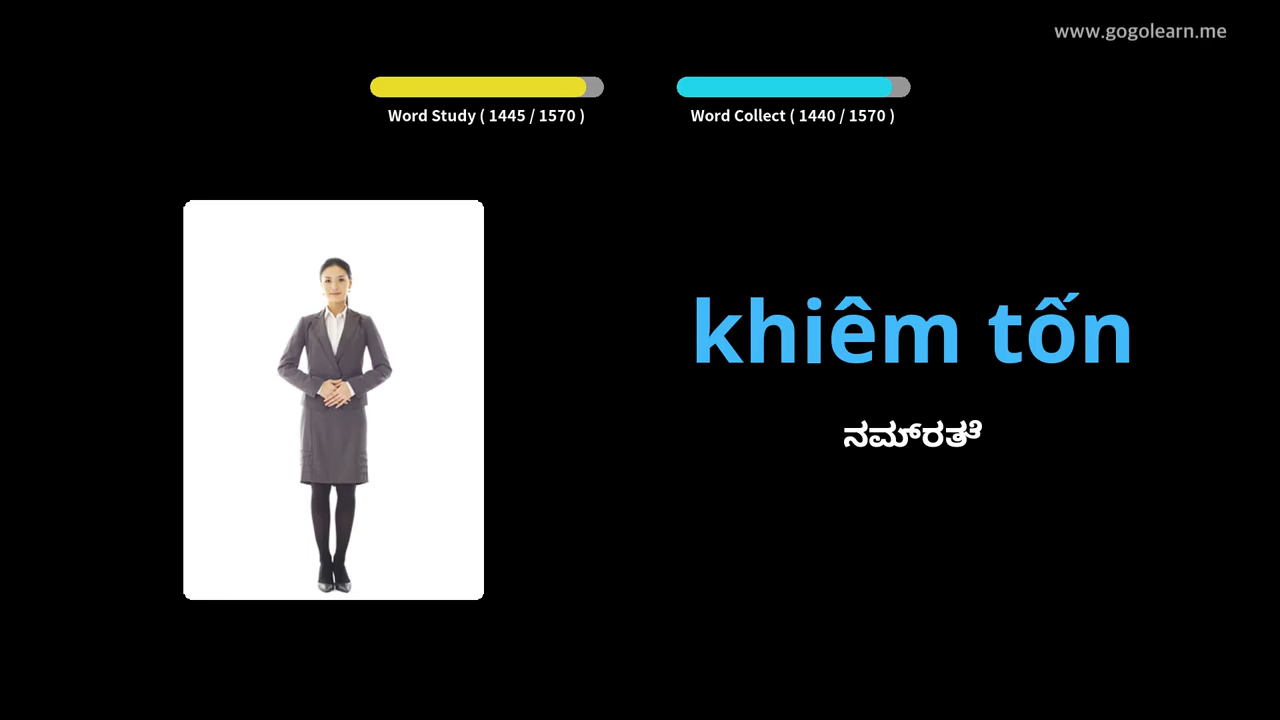 www.gogolearn.me
Word Study ( 1445 / 1570 )
Word Collect ( 1440 / 1570 )
khiêm tốn
ನಮ್ರತೆ